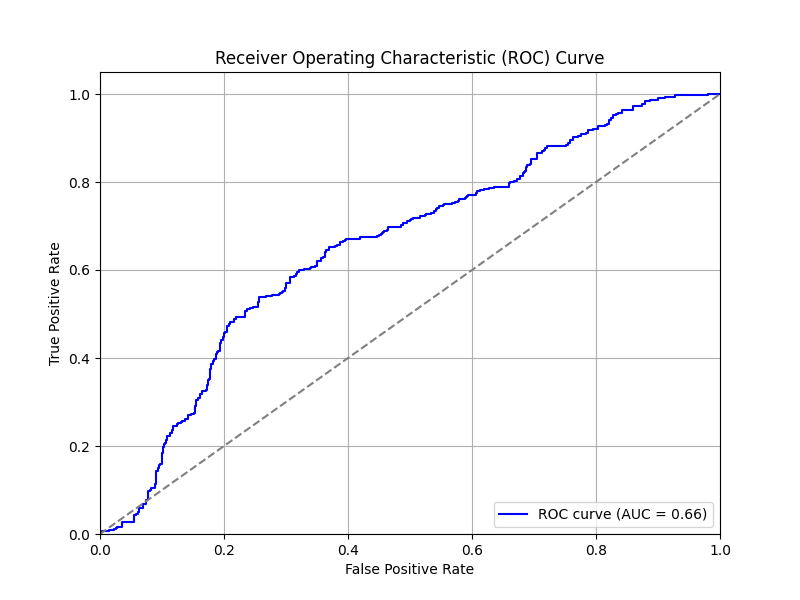 Receiver Operating Characteristic (ROC) Curve
True Positive Rate
1.0
0.8
0.6
0.4
0.2
0.0
ROC curve (AUC = 0.66)
0.0 0.2 0.4 0.6 0.8 1.0
False Positive Rate